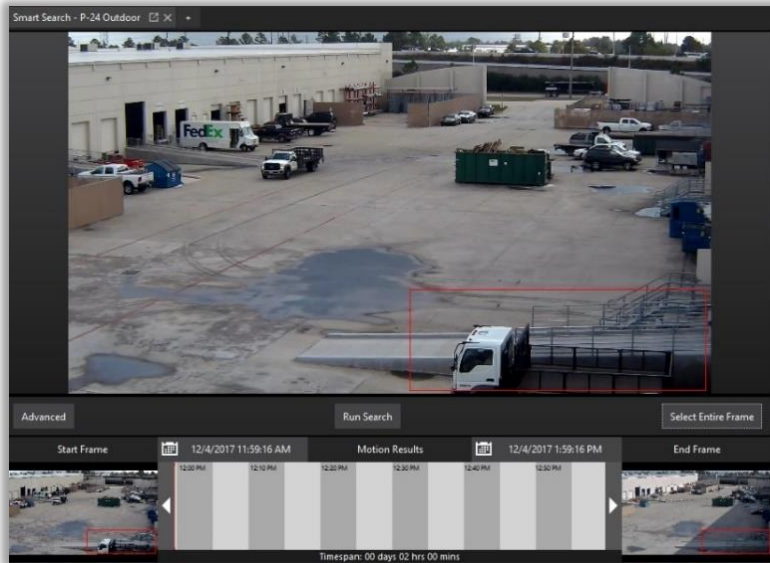 Smart Search - P-24 Outdoor
FedEx
Advanced
Run Search
Select Entire Frame
Start Frame
12/4/2017 11:59:16 AM
Motion Results
12/4/2017 1:59:16 PM
End Frame
12:00 PM
12:10 PM
12:20 PM
12:30 PM
12:40 PM
12:50 PM
Timespan: 00 days 02 hrs 00 mins